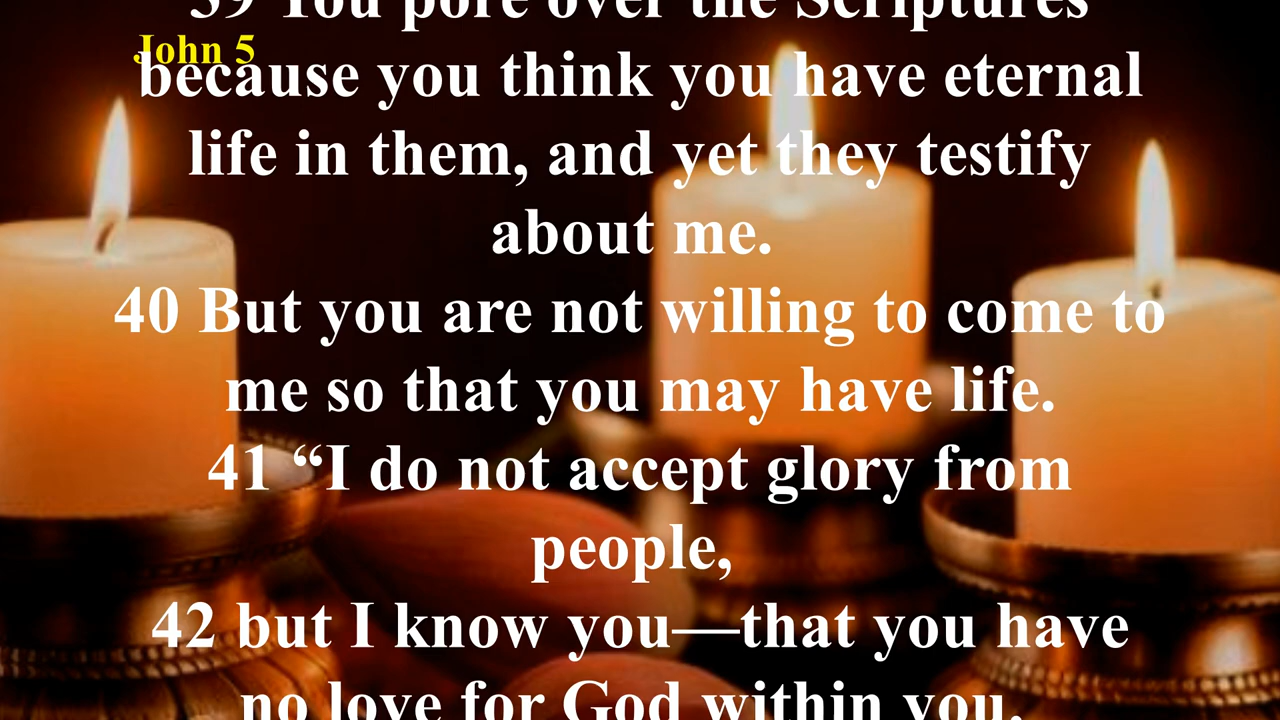 39 You pore over the Scriptures
John 5
because you think you have eternal
life in them, and yet they testify
about me.
40 But you are not willing to come to
me so that you may have life.
41 “I do not accept glory from
people,
42 but I know you—that you have
no love for God within you.